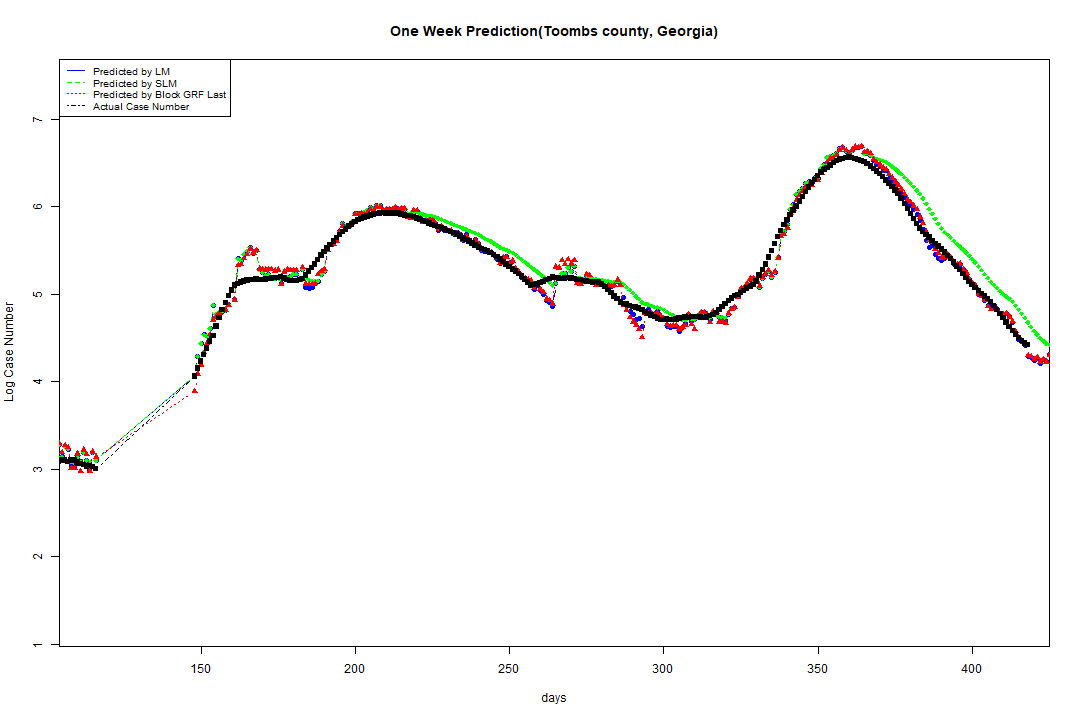 One Week Prediction(Toombs county, Georgia)
Predicted by LM
Predicted by SLM
Predicted by Block GRF Last
Actual Case Number
7
6
5
4
3
2
1
Log Case Number
150 200 250 300 350 400
days